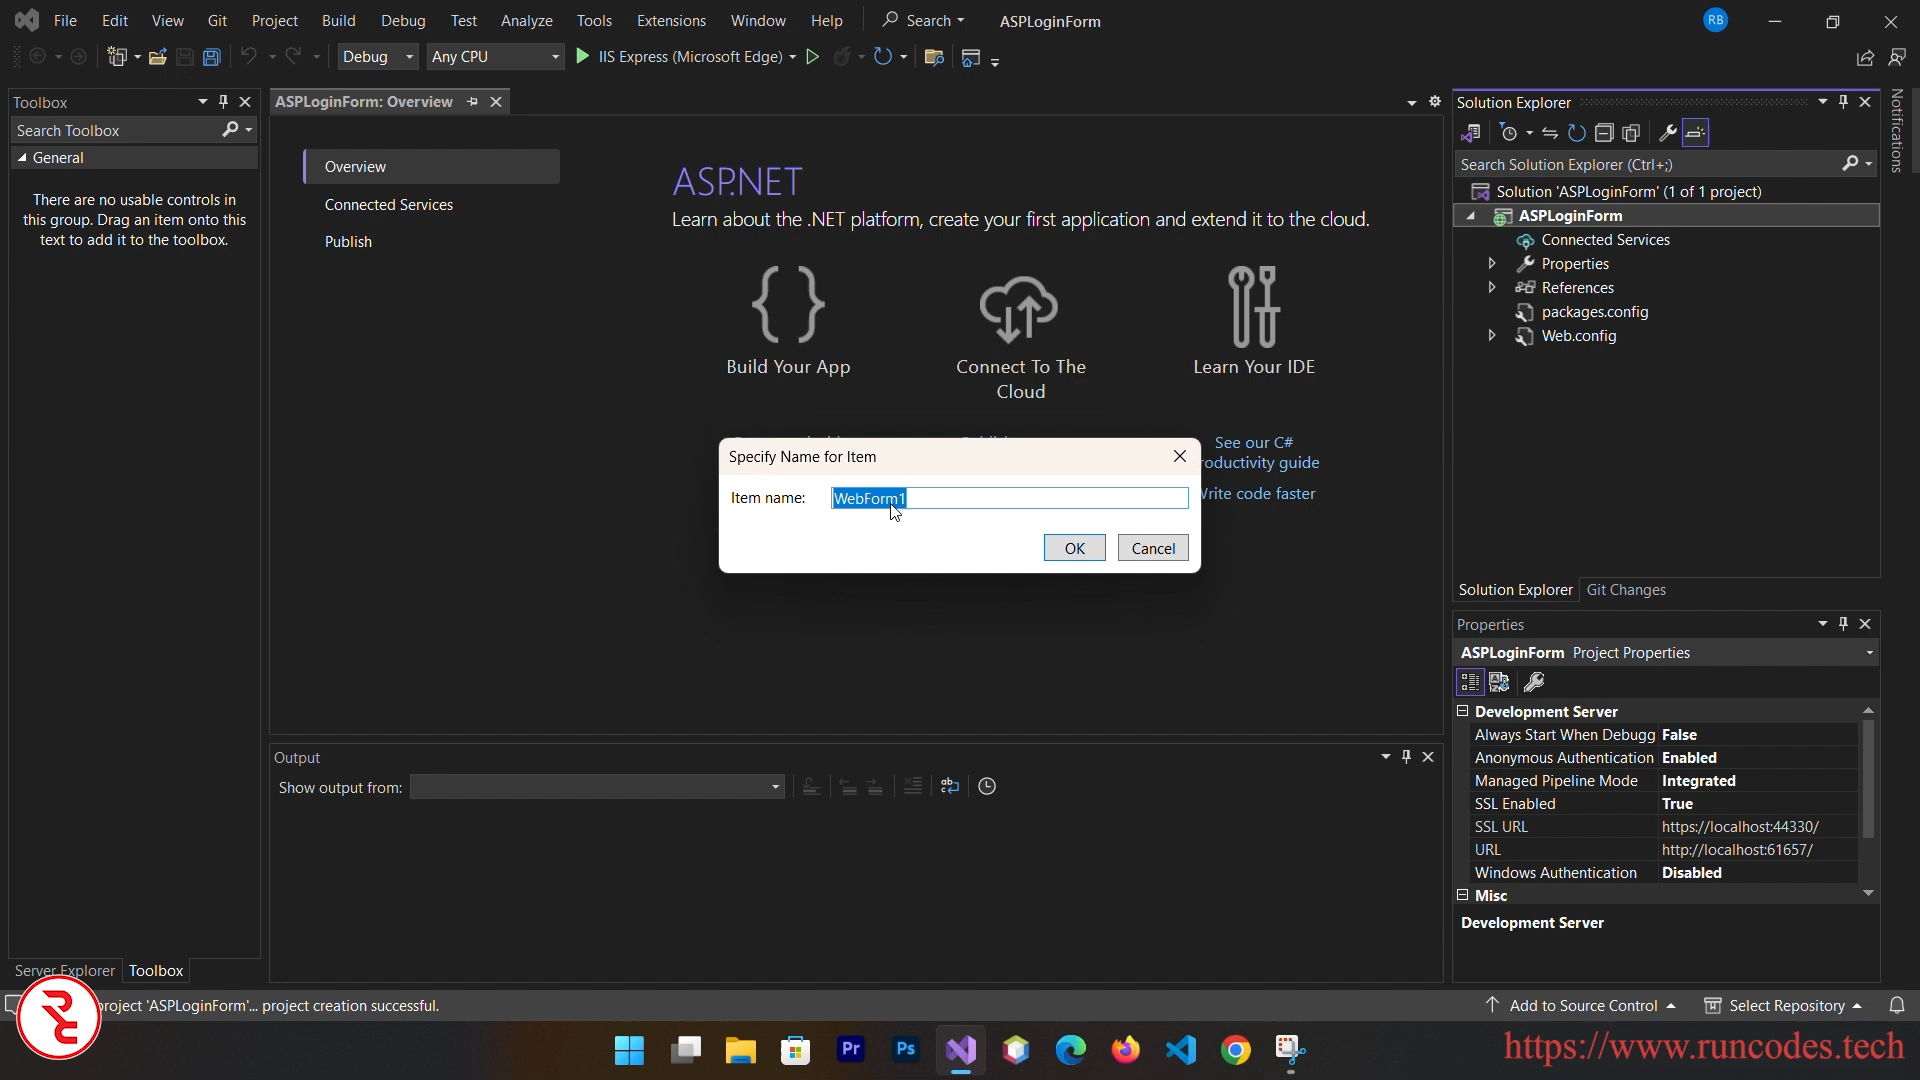 File Edit View Git Project Build Debug Test Analyze Tools Extensions Window Help Search ASPLoginForm RB
Debug Any CPU IIS Express (Microsoft Edge)
Toolbox
Search Toolbox
General
There are no usable controls in
this group. Drag an item onto this
text to add it to the toolbox.
Server Explorer Toolbox
ASPLoginForm: Overview
Overview
Connected Services
Publish
ASP.NET
Learn about the .NET platform, create your first application and extend it to the cloud.
Build Your App
Connect To The
Cloud
Learn Your IDE
See our C#
roductivity guide
Write code faster
Specify Name for Item
Item name: WebForm1
OK Cancel
Output
Show output from:
Solution Explorer
Search Solution Explorer (Ctrl+;)
Solution 'ASPLoginForm' (1 of 1 project)
ASPLoginForm
Connected Services
Properties
References
packages.config
Web.config
Solution Explorer Git Changes
Notifications
Properties
ASPLoginForm Project Properties
Development Server
Always Start When Debugg False
Anonymous Authentication Enabled
Managed Pipeline Mode Integrated
SSL Enabled True
SSL URL https://localhost:44330/
URL http://localhost:61657/
Windows Authentication Disabled
Misc
Development Server
project 'ASPLoginForm'... project creation successful.
Add to Source Control Select Repository
Pr Ps
https://www.runcodes.tech